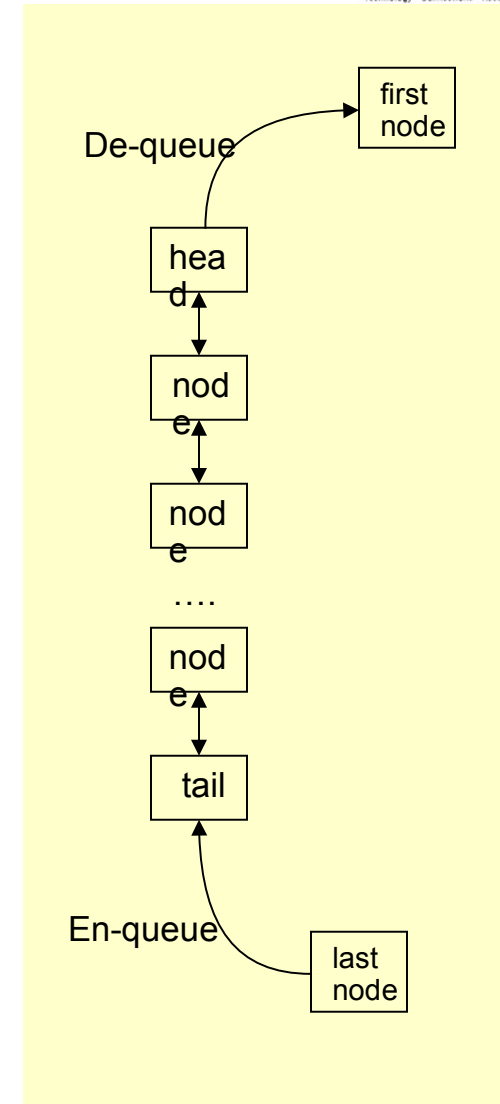 first
node
De-queue
hea
d
nod
e
nod
e
….
nod
e
tail
En-queue
last
node